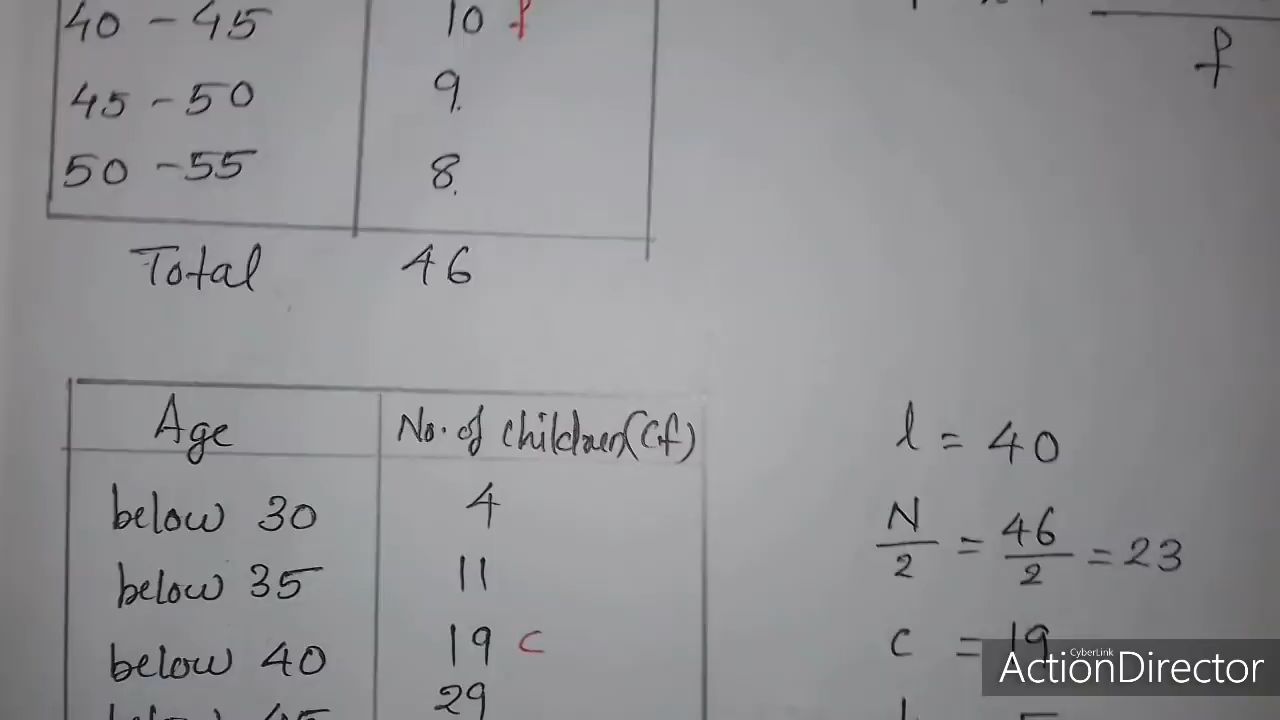 40 - 45 10 f
f
45 - 50 9.
50 - 55 8.
Total 46
Age No. of children(Cf)
below 30 4
below 35 11
below 40 19 c
29
l = 40
N/2 = 46/2 = 23
c = 19
CyberLink
ActionDirector